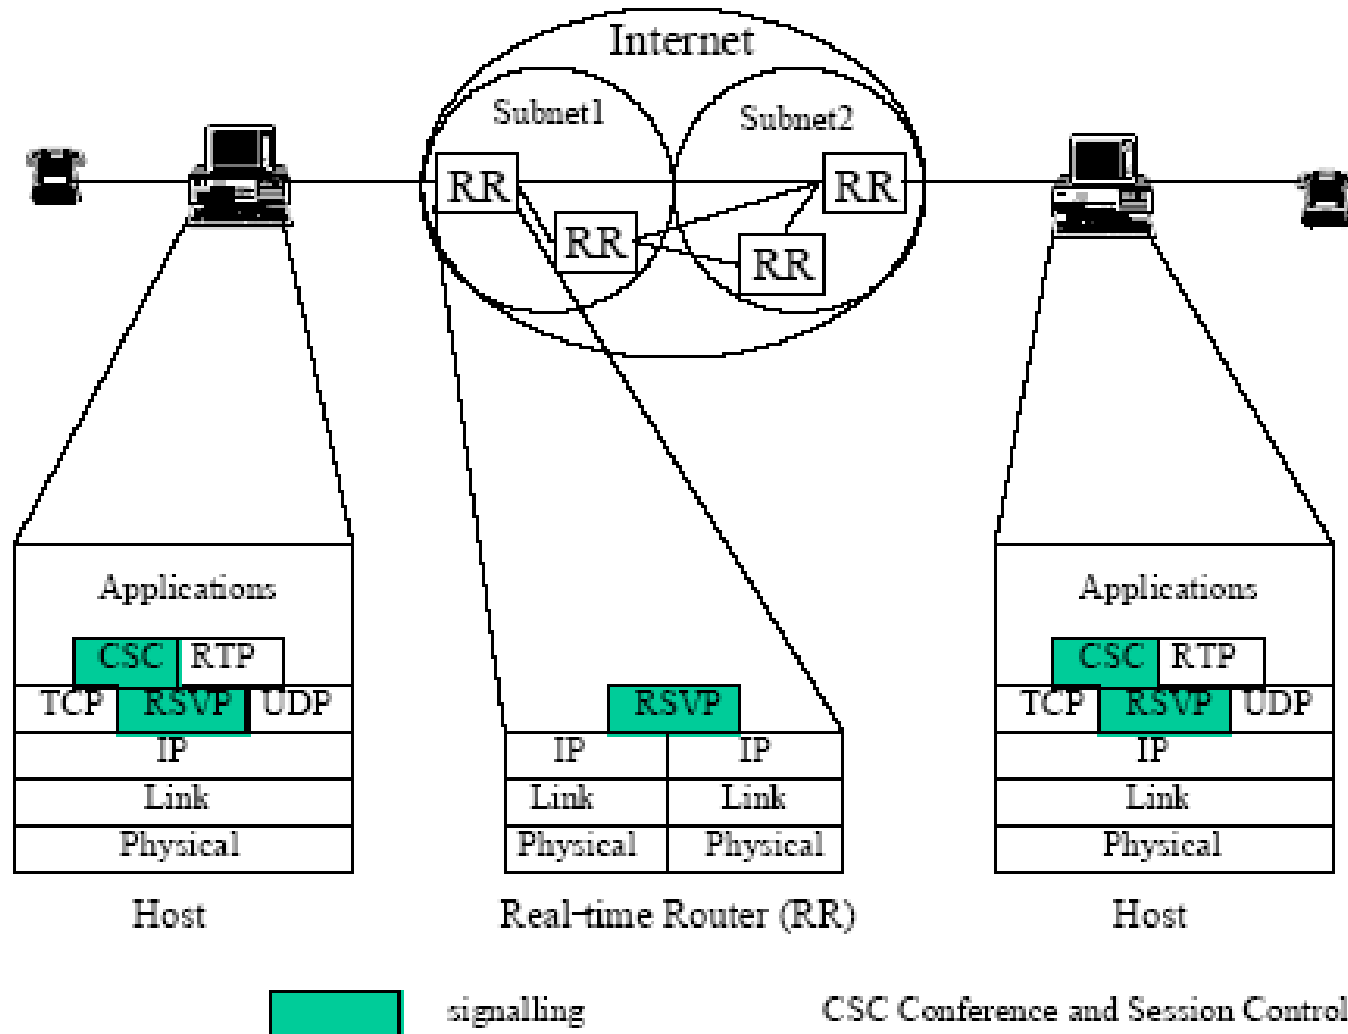 Internet
Subnet1
Subnet2
RR
RR
RR
RR
Applications
CSC RTP
TCP RSVP UDP
IP
Link
Physical
Host
RSVP
IP IP
Link Link
Physical Physical
Real-time Router (RR)
Applications
CSC RTP
TCP RSVP UDP
IP
Link
Physical
Host
signalling
CSC Conference and Session Control